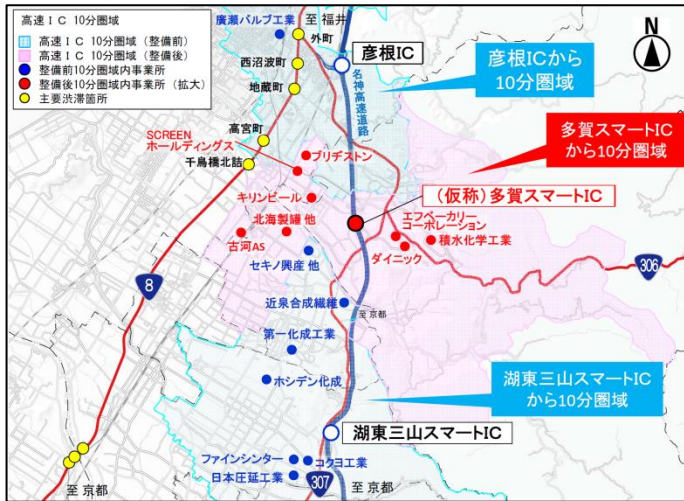 高速ＩＣ 10分圏域
高速ＩＣ 10分圏域（整備前）
高速ＩＣ 10分圏域（整備後）
整備前10分圏域内事業所
整備後10分圏域内事業所（拡大）
主要渋滞箇所
廣瀬バルブ工業
至 福井
外町
彦根IC
N
西沼波町
地蔵町
名神高速道路
彦根ICから
10分圏域
高宮町
SCREEN
ホールディングス
千鳥橋北詰
ブリヂストン
多賀スマートIC
から10分圏域
キリンビール
（仮称）多賀スマートIC
北海製罐 他
エフベーカリー
コーポレーション
古河AS
積水化学工業
セキノ興産 他
ダイニック
306
8
近泉合成繊維
至 京都
第一化成工業
ホシデン化成
湖東三山スマートIC
から10分圏域
湖東三山スマートIC
ファインシンター
コクヨ工業
日本圧延工業
307
至 京都
至 京都